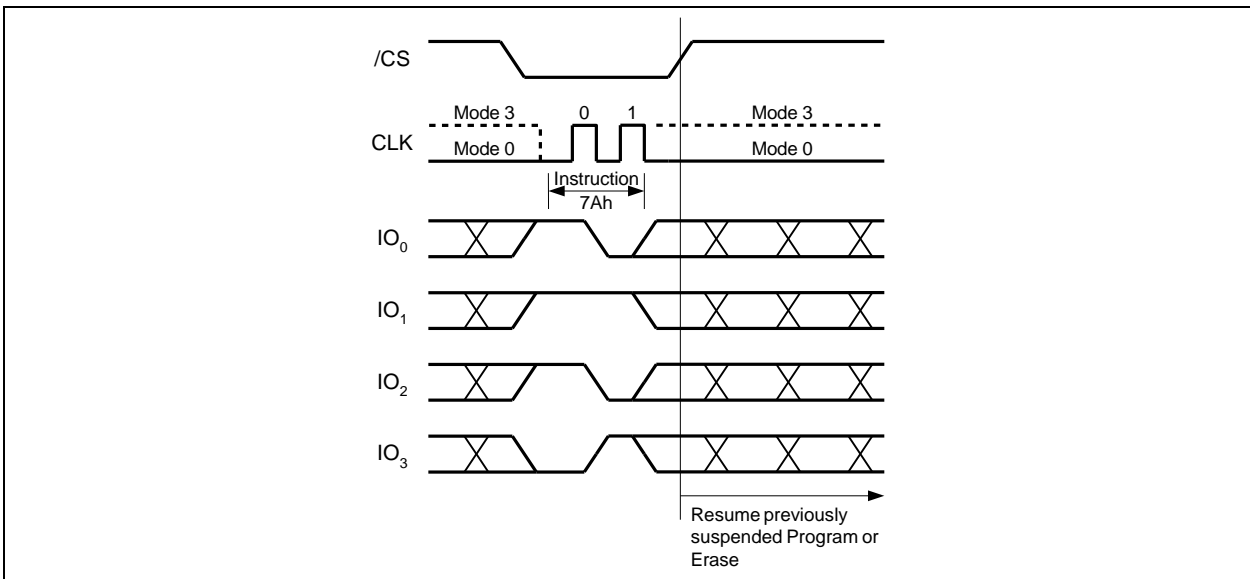 /CS
Mode 3 0 1 Mode 3
CLK
Mode 0 Mode 0
Instruction
7Ah
IO0
IO1
IO2
IO3
Resume previously
suspended Program or
Erase